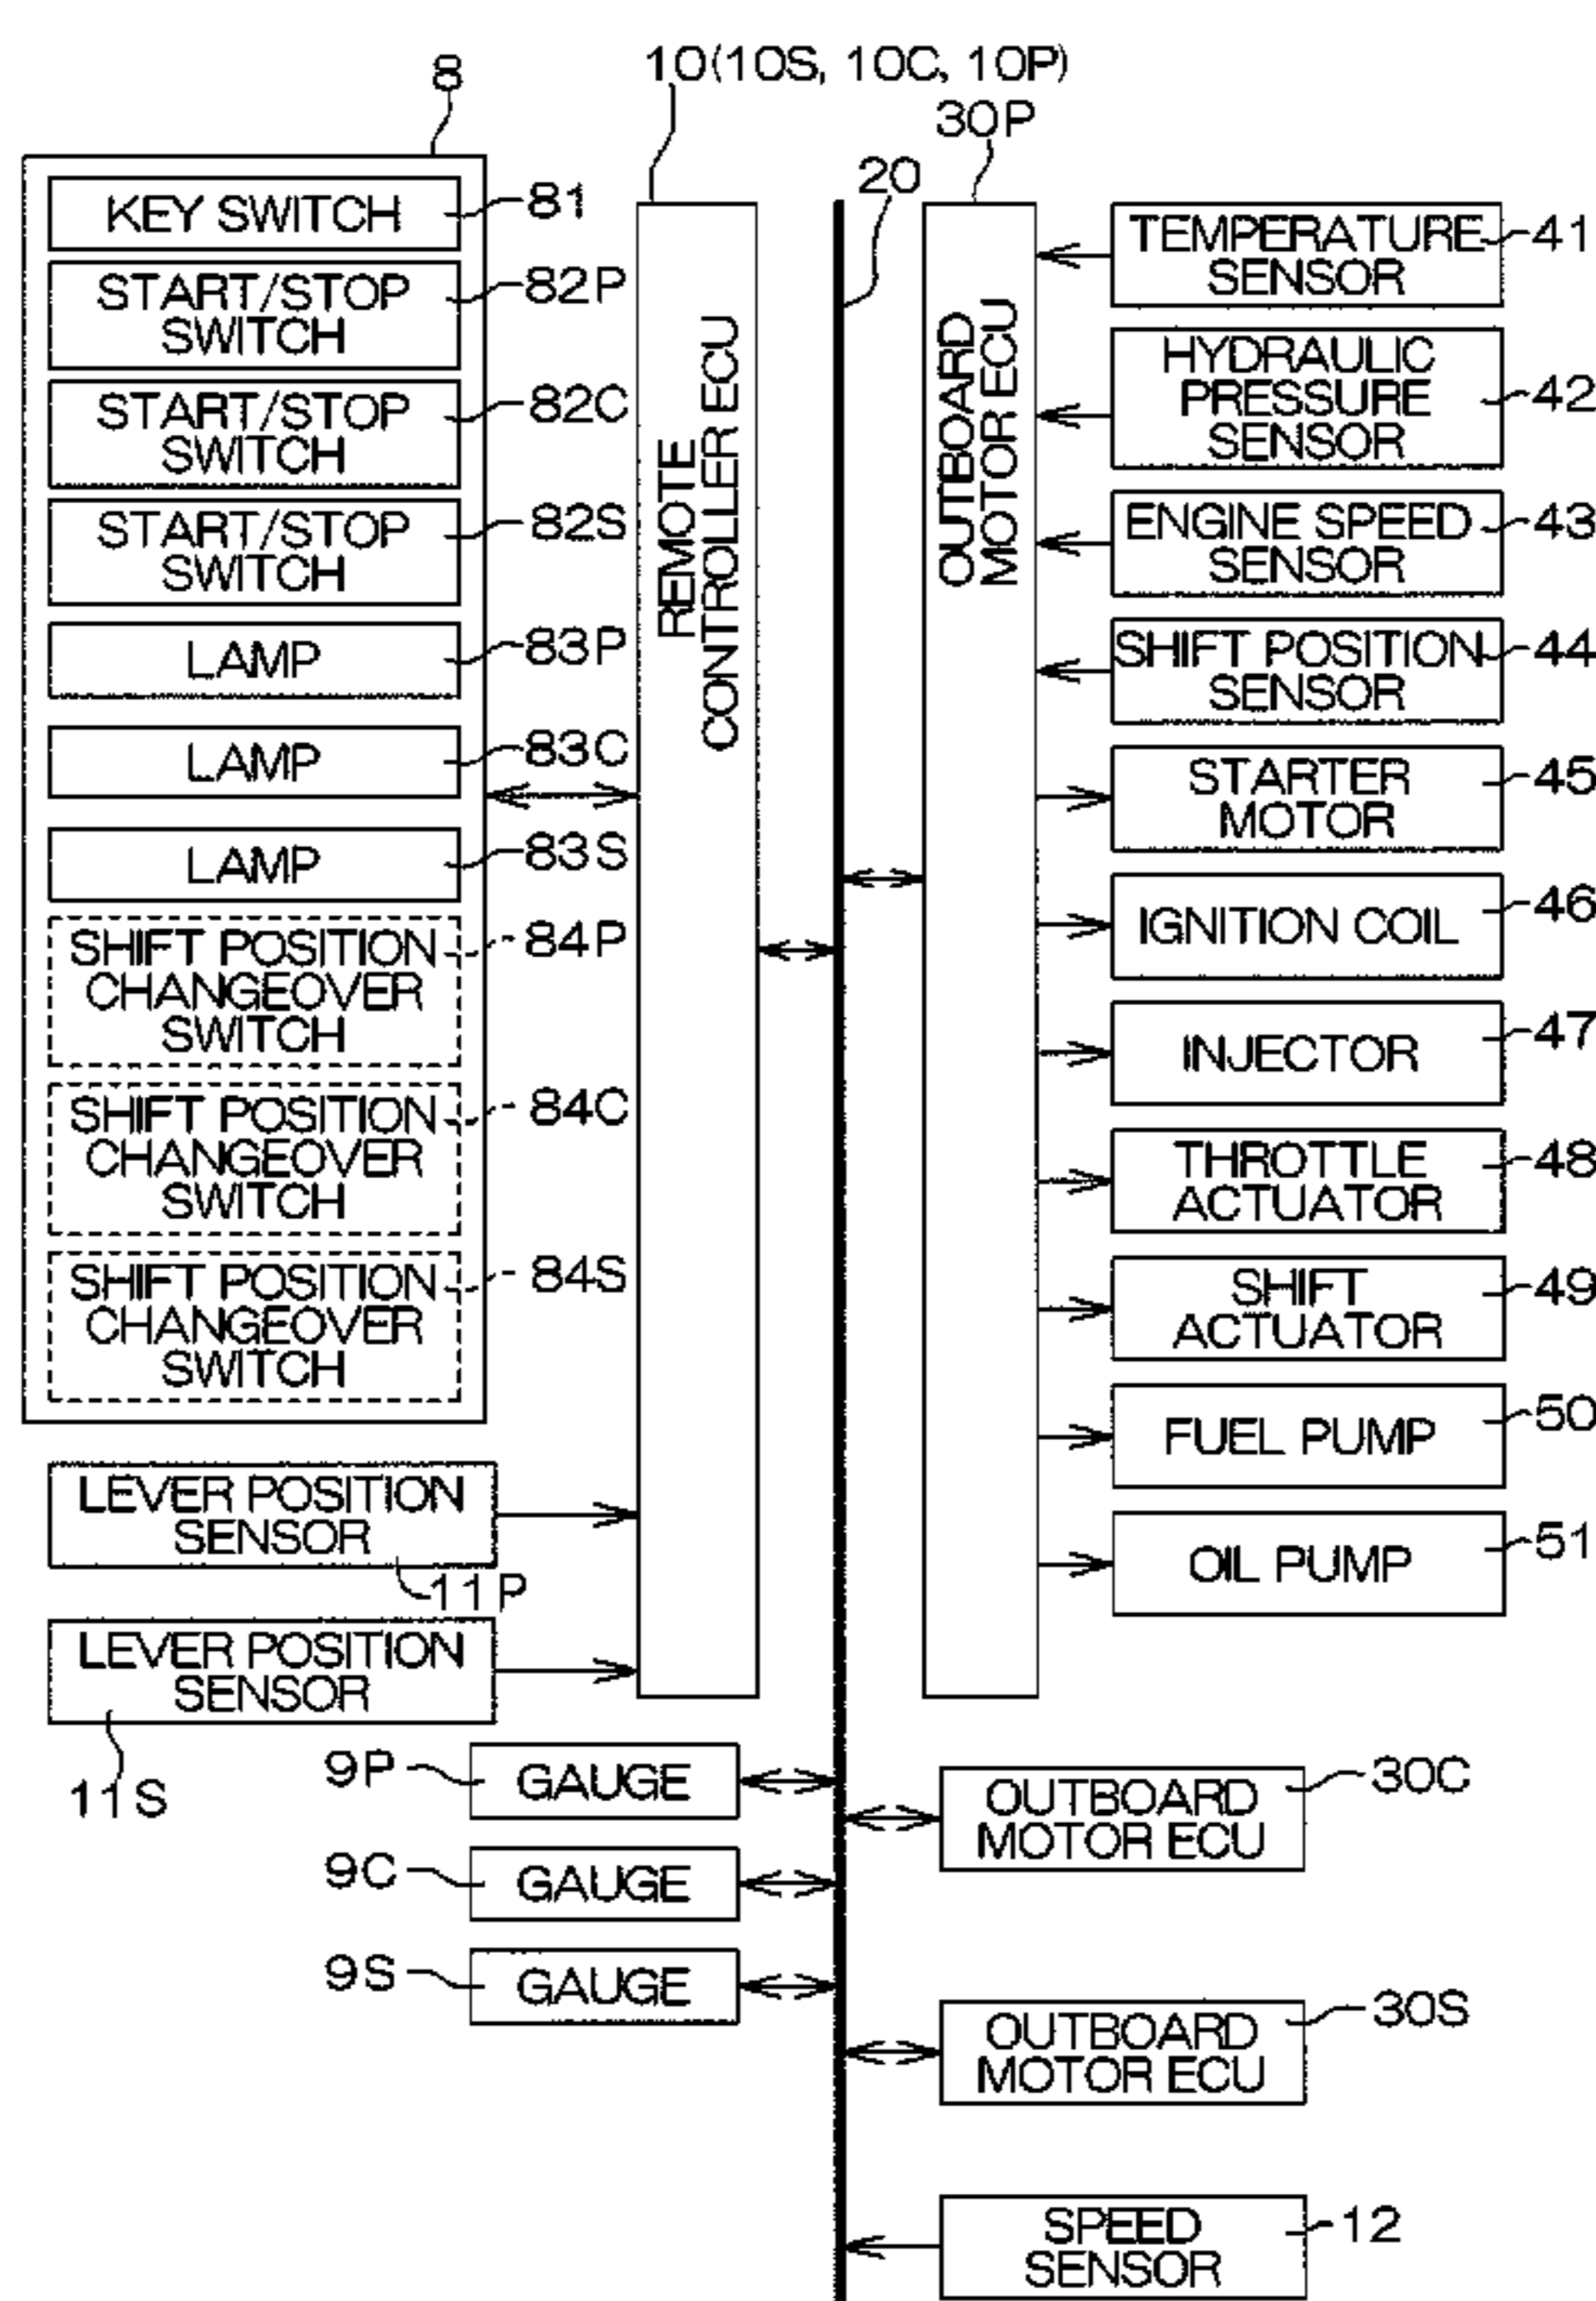 8
10(10S, 10C, 10P)
30P
20
KEY SWITCH
81
START/STOP
SWITCH
82P
START/STOP
SWITCH
82C
START/STOP
SWITCH
82S
LAMP
83P
LAMP
83C
LAMP
83S
SHIFT POSITION
CHANGEOVER
SWITCH
84P
SHIFT POSITION
CHANGEOVER
SWITCH
84C
SHIFT POSITION
CHANGEOVER
SWITCH
84S
LEVER POSITION
SENSOR
11P
LEVER POSITION
SENSOR
11S
REMOTE
CONTROLLER ECU
OUTBOARD
MOTOR ECU
TEMPERATURE
SENSOR
41
HYDRAULIC
PRESSURE
SENSOR
42
ENGINE SPEED
SENSOR
43
SHIFT POSITION
SENSOR
44
STARTER
MOTOR
45
IGNITION COIL
46
INJECTOR
47
THROTTLE
ACTUATOR
48
SHIFT
ACTUATOR
49
FUEL PUMP
50
OIL PUMP
51
9P
GAUGE
9C
GAUGE
9S
GAUGE
OUTBOARD
MOTOR ECU
30C
OUTBOARD
MOTOR ECU
30S
SPEED
SENSOR
12